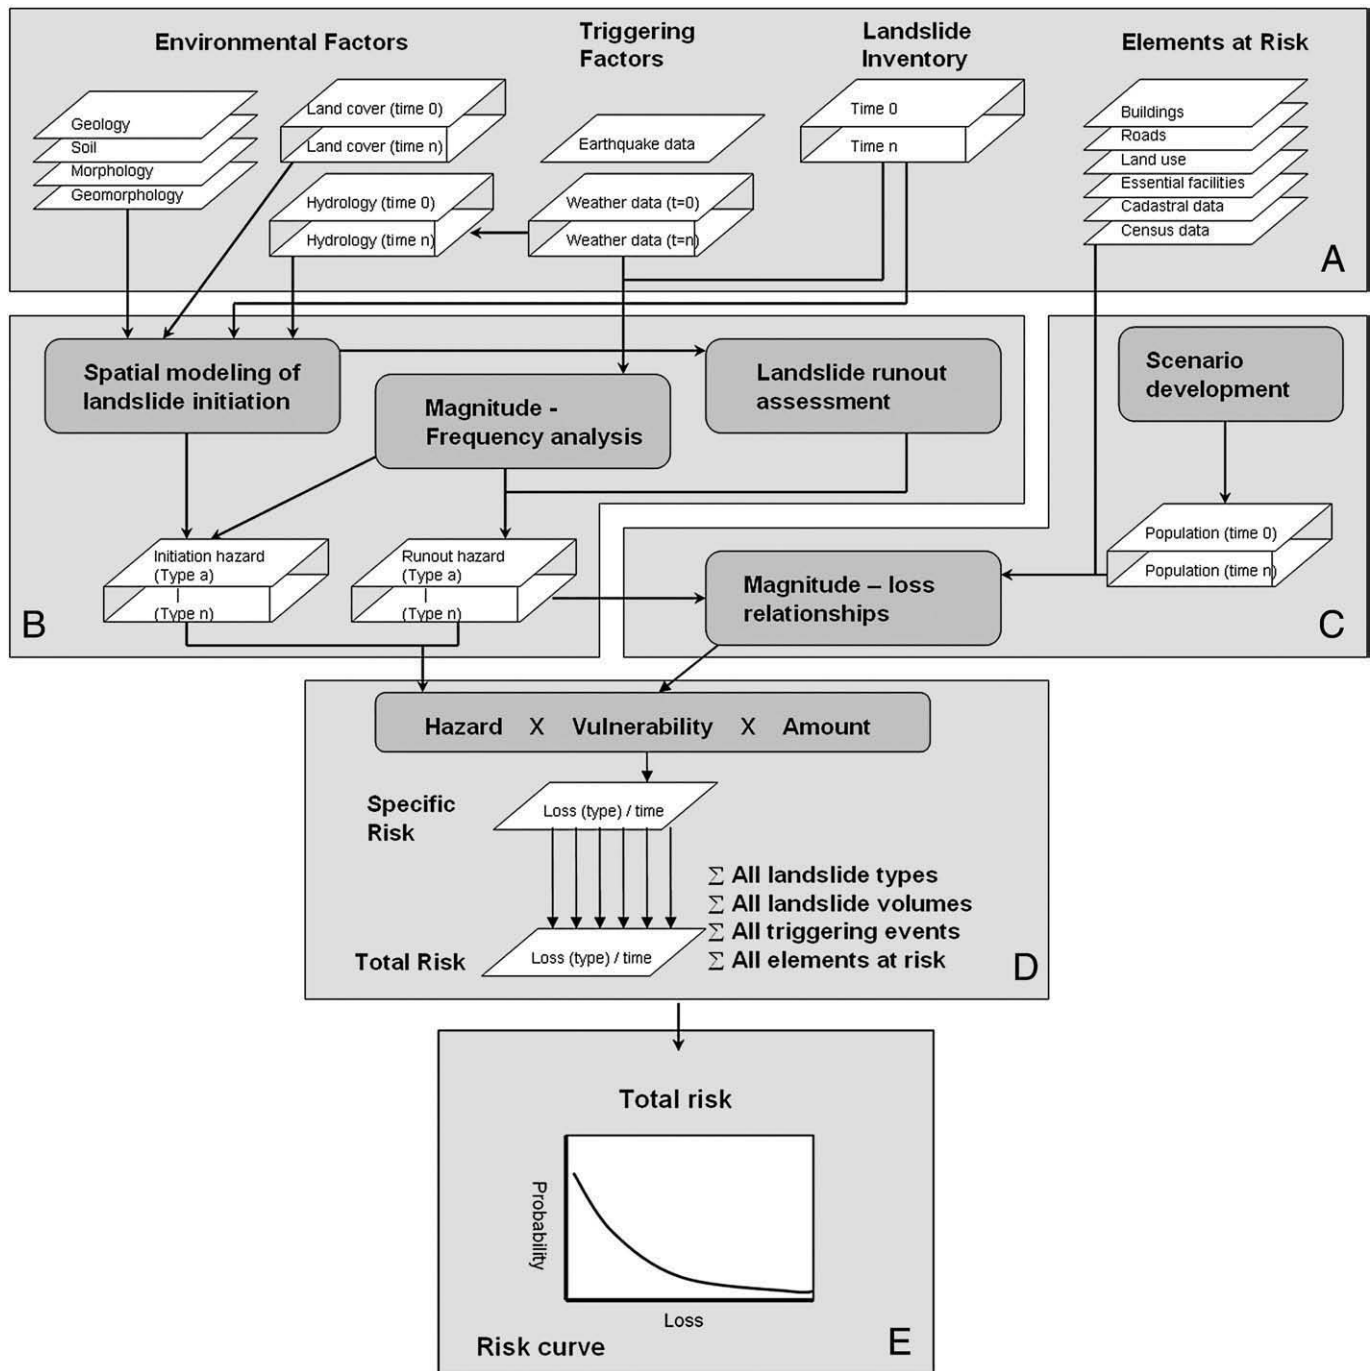 Environmental Factors
Triggering
Factors
Landslide
Inventory
Elements at Risk
Geology
Soil
Morphology
Geomorphology
Land cover (time 0)
Land cover (time n)
Hydrology (time 0)
Hydrology (time n)
Earthquake data
Weather data (t=0)
Weather data (t=n)
Time 0
Time n
Buildings
Roads
Land use
Essential facilities
Cadastral data
Census data
A
Spatial modeling of
landslide initiation
Magnitude -
Frequency analysis
Landslide runout
assessment
Initiation hazard
(Type a)
(Type n)
Runout hazard
(Type a)
(Type n)
B
Scenario
development
Population (time 0)
Population (time n)
Magnitude – loss
relationships
C
Hazard X Vulnerability X Amount
Specific
Risk
Loss (type) / time
Σ All landslide types
Σ All landslide volumes
Σ All triggering events
Σ All elements at risk
Total Risk
Loss (type) / time
D
Total risk
Probability
Loss
Risk curve
E